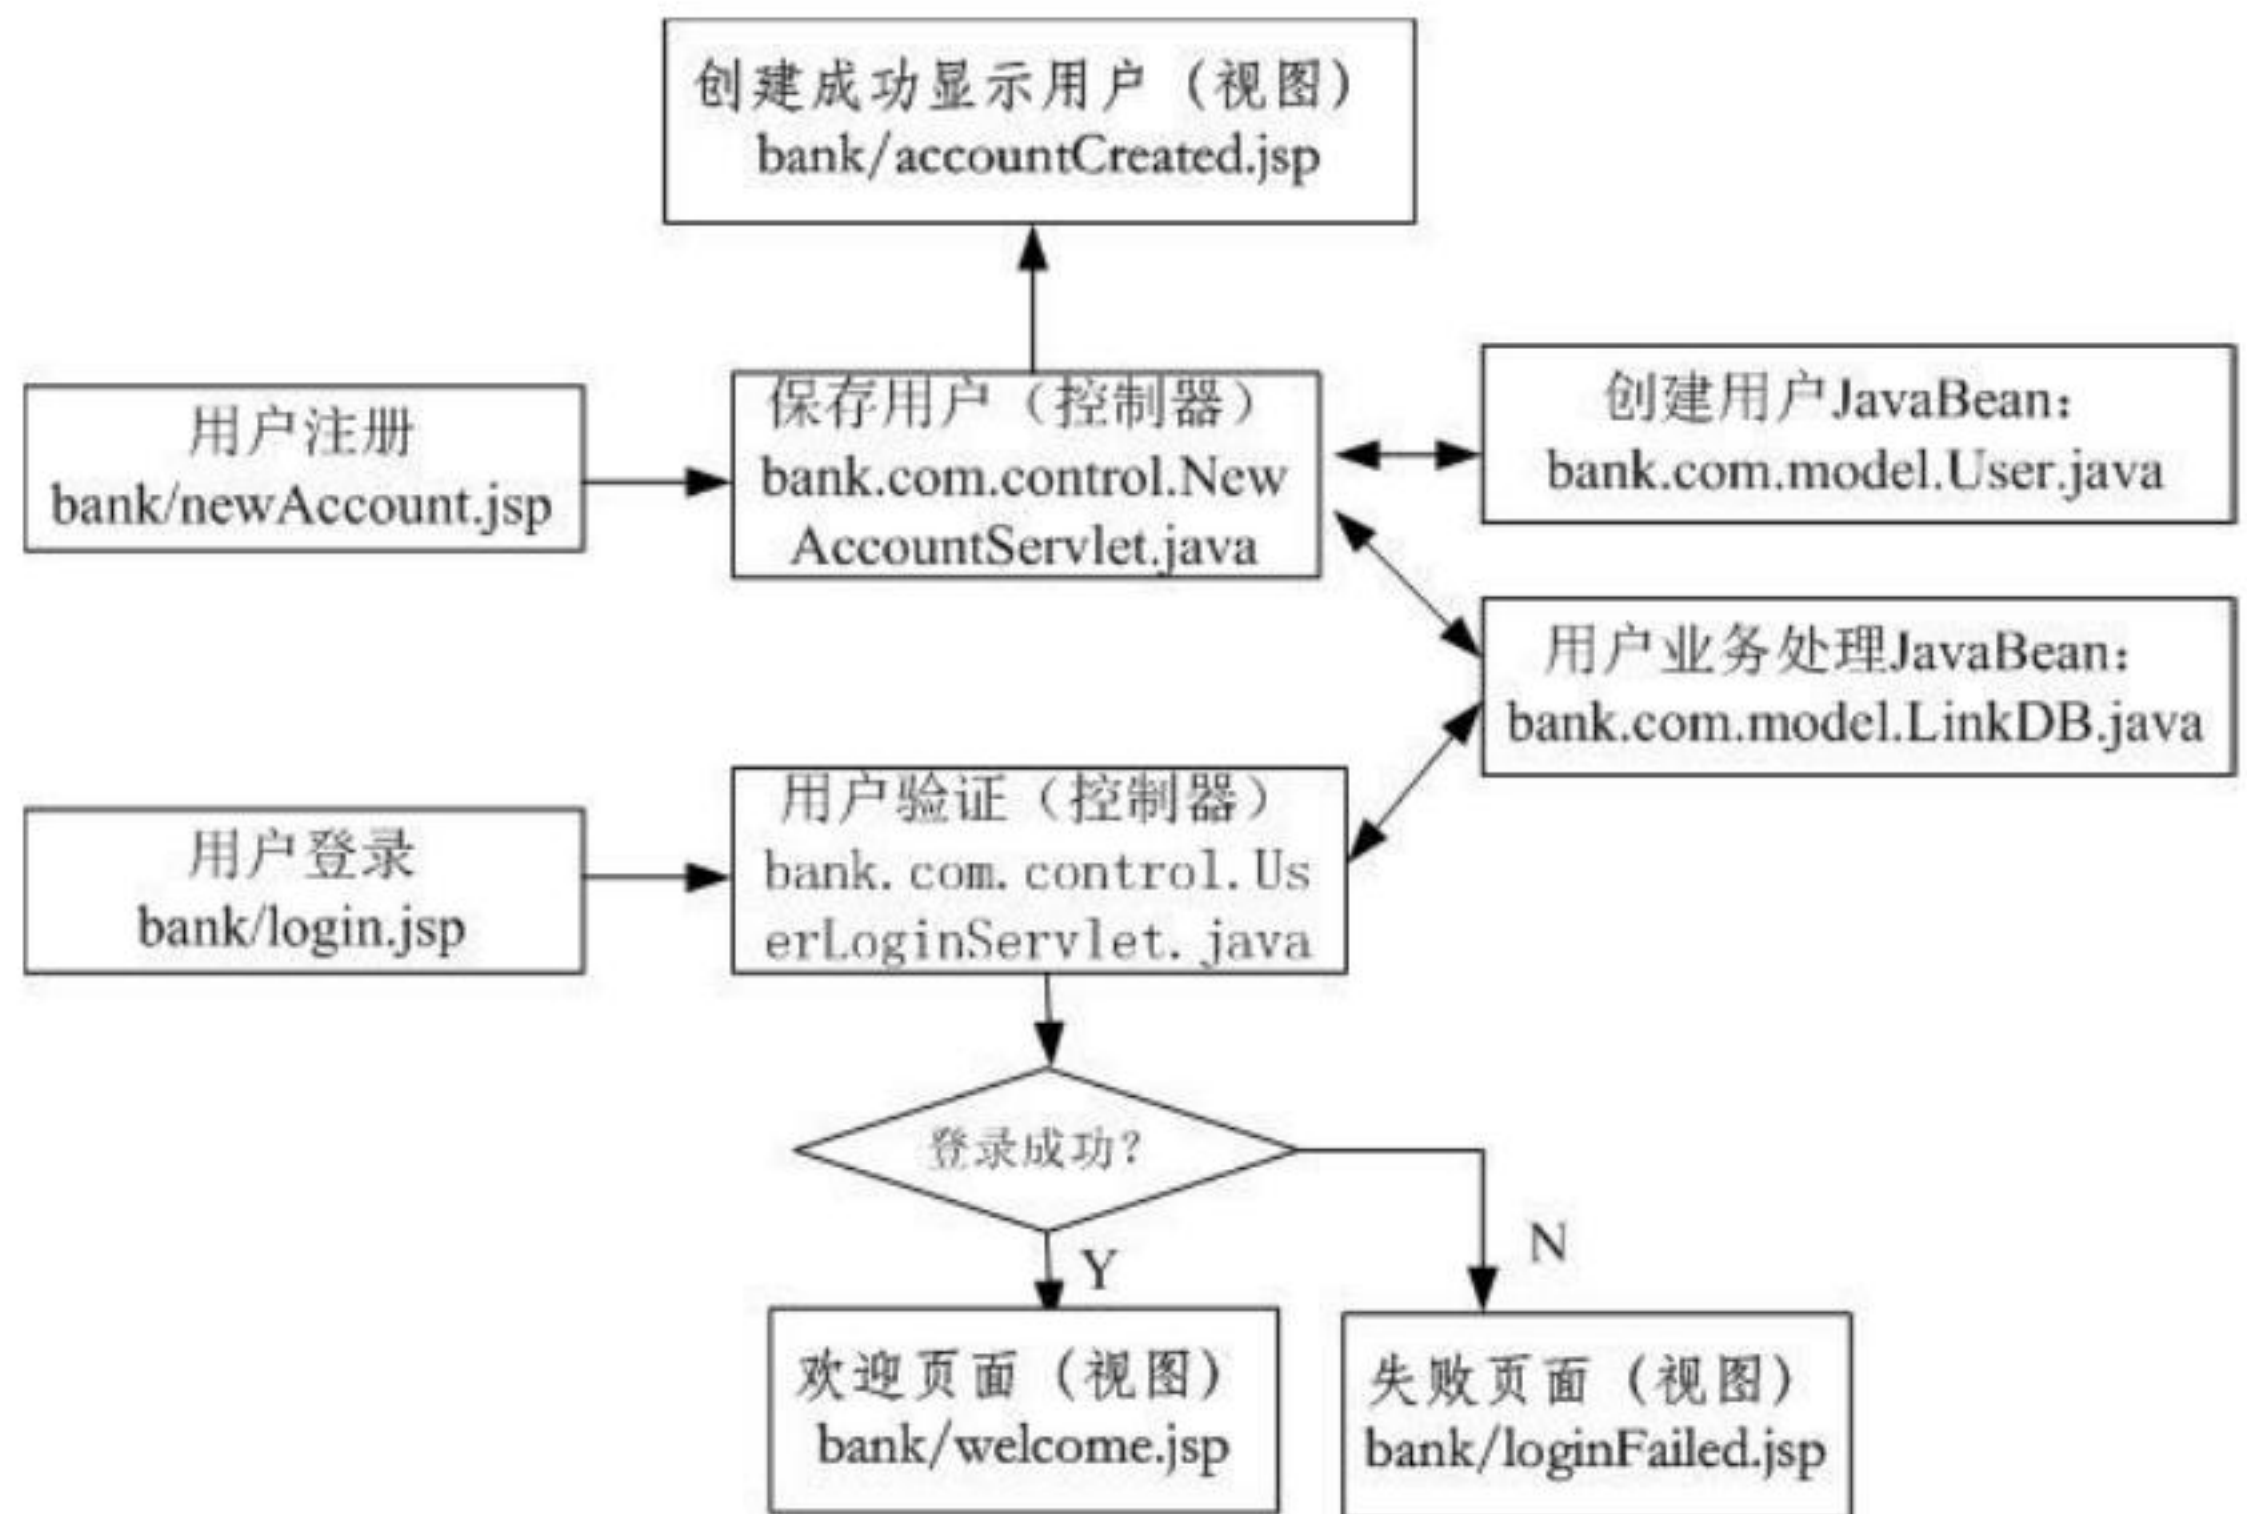 创建成功显示用户（视图）
bank/accountCreated.jsp
用户注册
bank/newAccount.jsp
保存用户（控制器）
bank.com.control.New
AccountServlet.java
创建用户JavaBean：
bank.com.model.User.java
用户业务处理JavaBean：
bank.com.model.LinkDB.java
用户登录
bank/login.jsp
用户验证（控制器）
bank.com.control.Us
erLoginServlet.java
登录成功？
Y
N
欢迎页面（视图）
bank/welcome.jsp
失败页面（视图）
bank/loginFailed.jsp